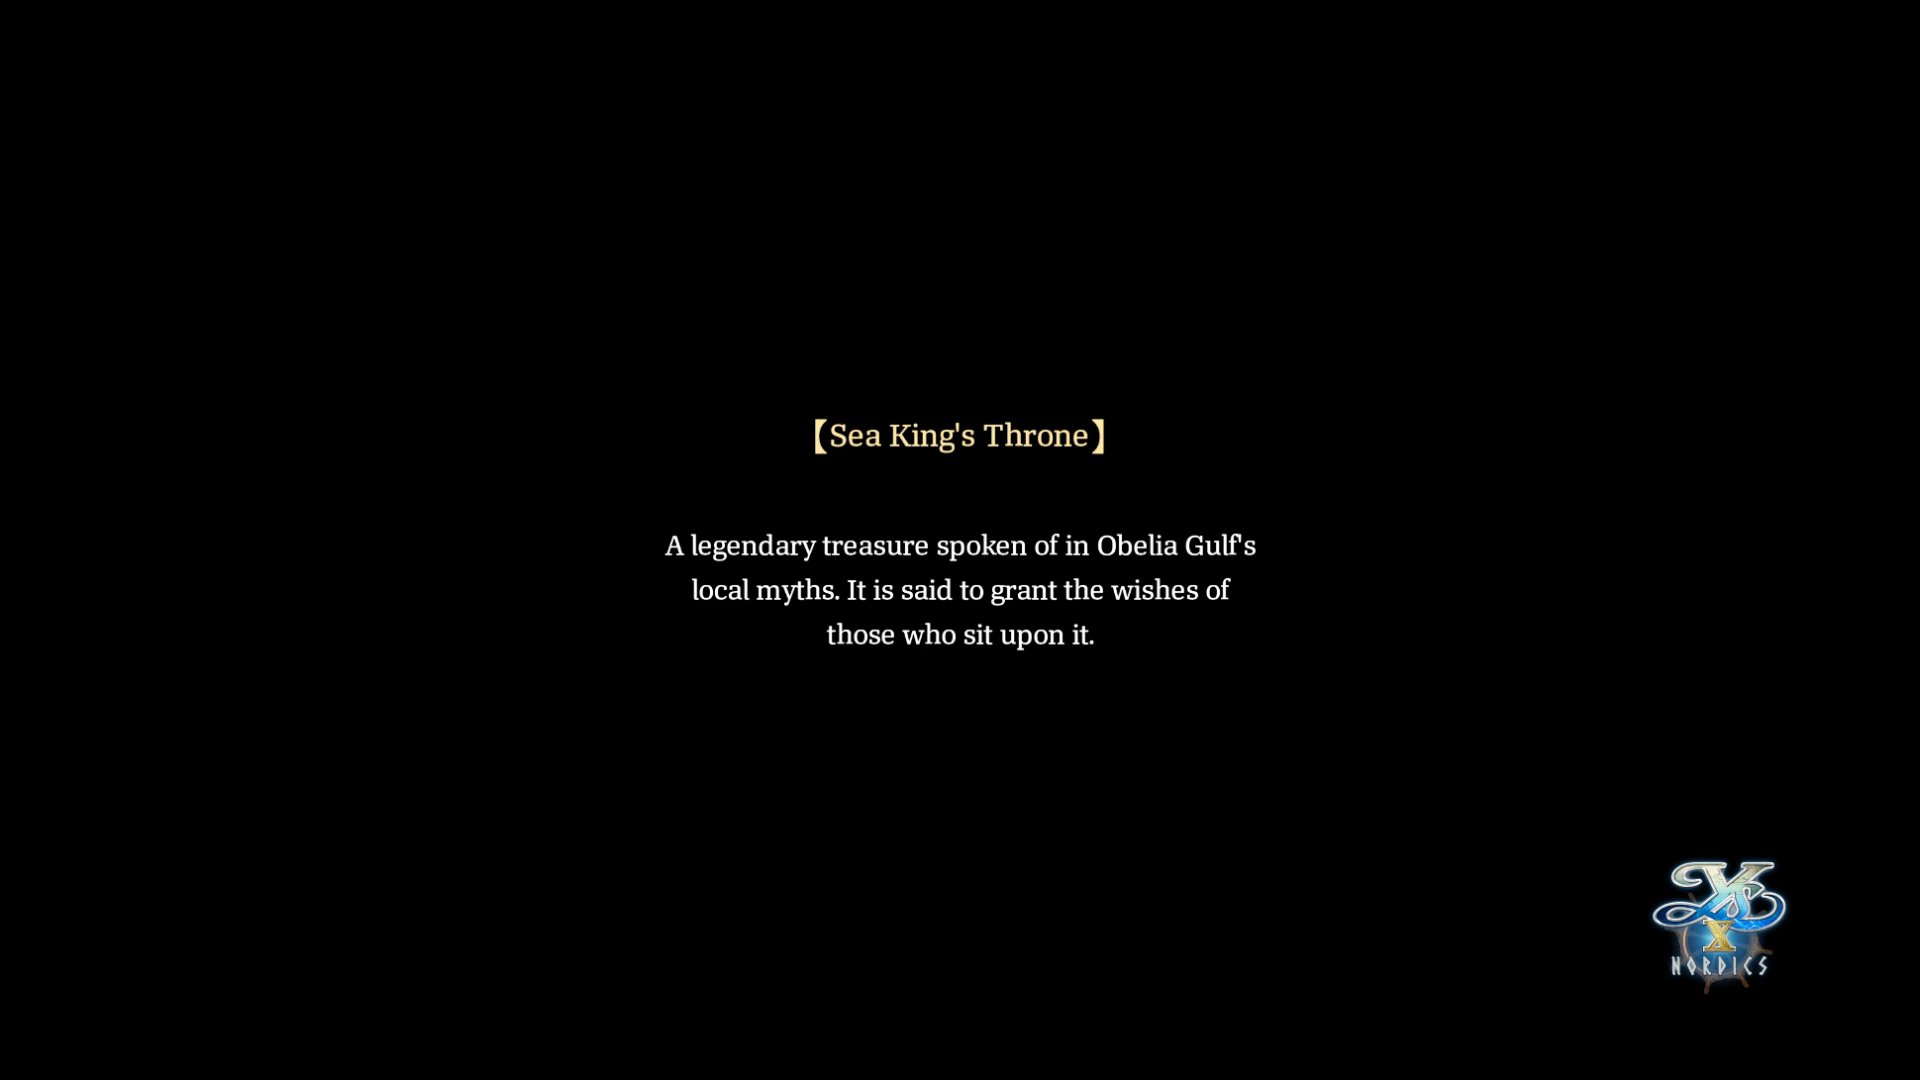 【Sea King's Throne】
A legendary treasure spoken of in Obelia Gulf's
local myths. It is said to grant the wishes of
those who sit upon it.
Ys
X
NORDICS